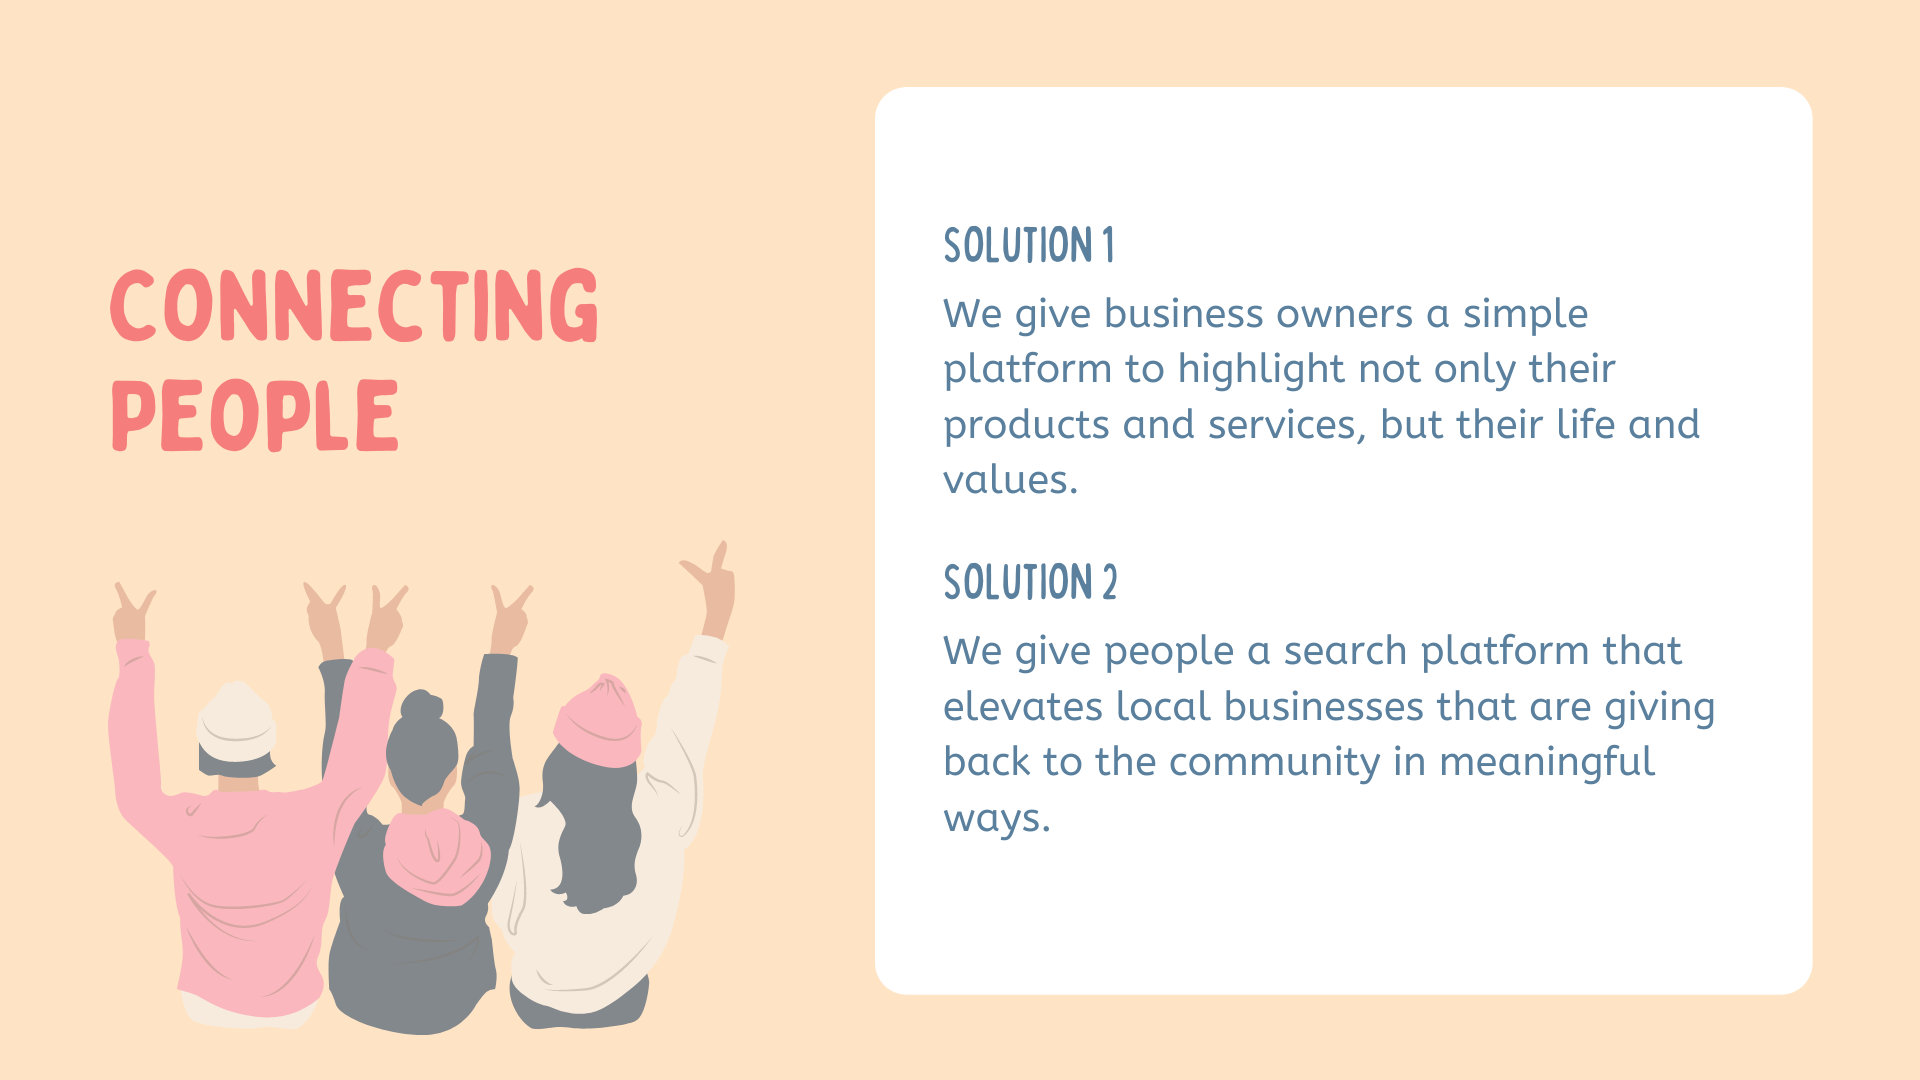 CONNECTING
PEOPLE
SOLUTION 1
We give business owners a simple
platform to highlight not only their
products and services, but their life and
values.
SOLUTION 2
We give people a search platform that
elevates local businesses that are giving
back to the community in meaningful
ways.